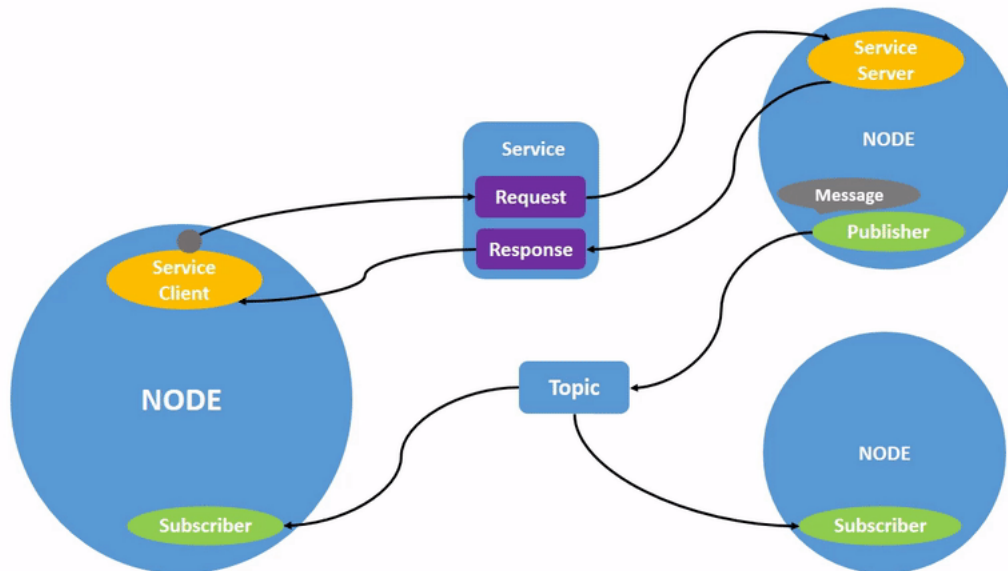 Service
Server
NODE
Message
Publisher
Service
Request
Response
Service
Client
NODE
Subscriber
Topic
NODE
Subscriber